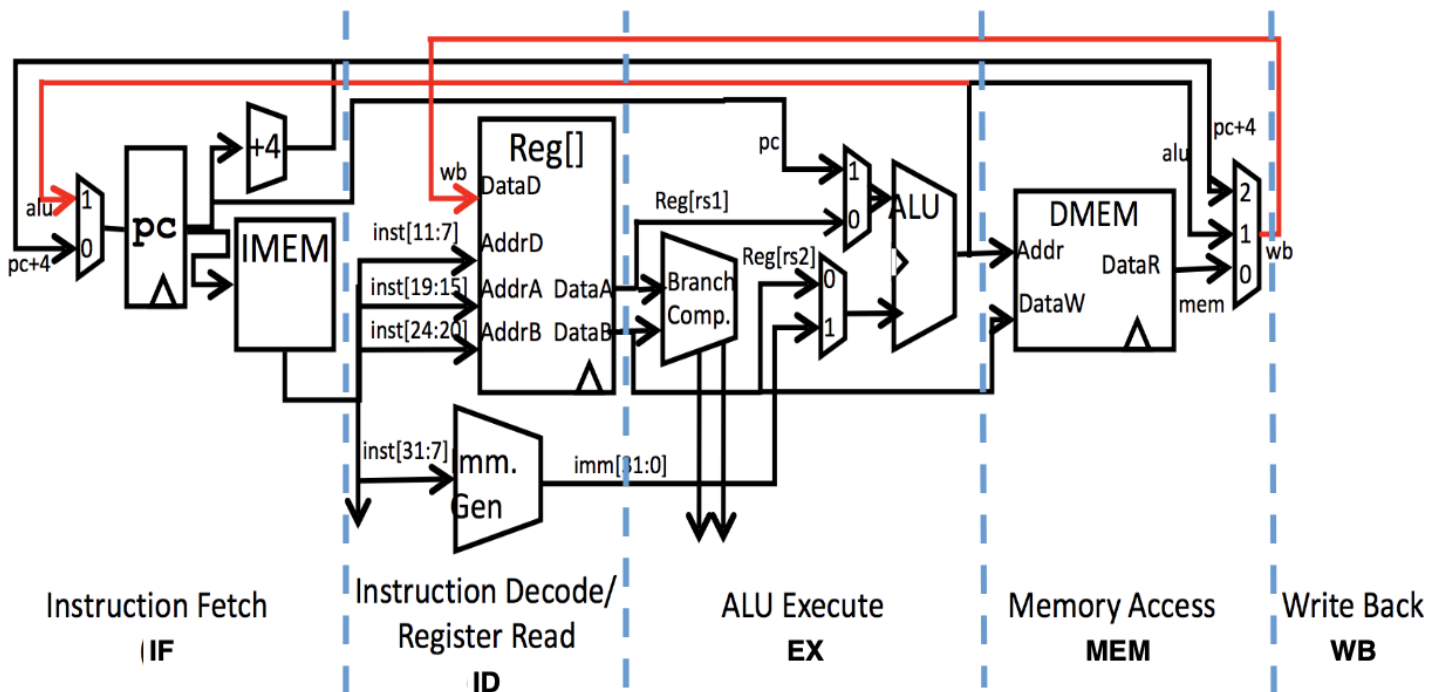 pc+4
alu
pc
+4
Reg[]
wb
DataD
1
1
2
alu
pc
Reg[rs1]
0
ALU
DMEM
1
0
pc+4
IMEM
inst[11:7]
AddrD
Reg[rs2]
0
Addr
DataR
wb
inst[19:15]
AddrA DataA
Branch
Comp.
1
DataW
mem
0
inst[24:20]
AddrB DataB
inst[31:7]
Imm.
Gen
imm[31:0]
Instruction Fetch
IF
Instruction Decode/
Register Read
ID
ALU Execute
EX
Memory Access
MEM
Write Back
WB